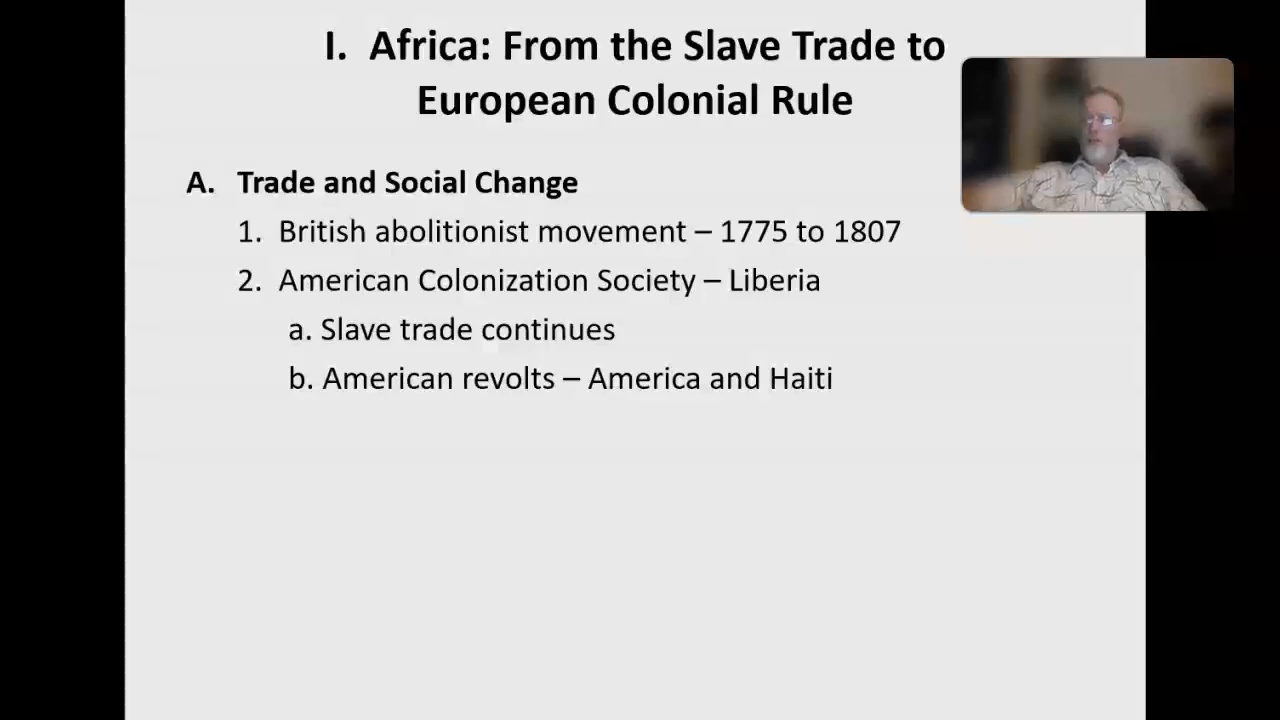 I. Africa: From the Slave Trade to
European Colonial Rule
A. Trade and Social Change
1. British abolitionist movement – 1775 to 1807
2. American Colonization Society – Liberia
a. Slave trade continues
b. American revolts – America and Haiti